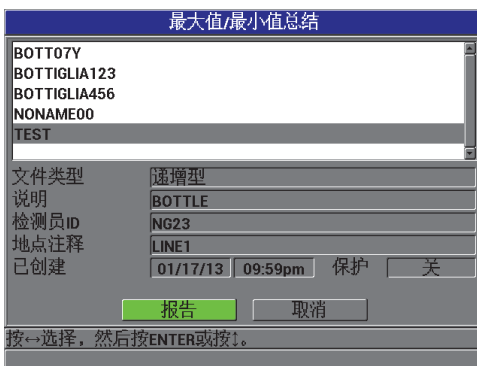 最大值/最小值总结
BOTT07Y
BOTTIGLIA123
BOTTIGLIA456
NONAME00
TEST
文件类型 递增型
说明 BOTTLE
检测员ID NG23
地点注释 LINE1
已创建 01/17/13 09:59pm 保护 关
报告 取消
按↔选择，然后按ENTER或按↕。